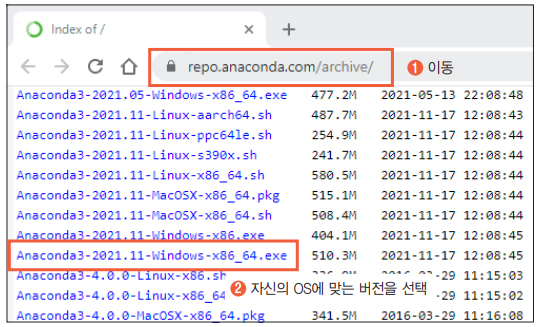 Index of /
repo.anaconda.com/archive/ 1 이동
Anaconda3-2021.05-Windows-x86_64.exe 477.2M 2021-05-13 22:08:48
Anaconda3-2021.11-Linux-aarch64.sh 487.7M 2021-11-17 12:08:43
Anaconda3-2021.11-Linux-ppc64le.sh 254.9M 2021-11-17 12:08:44
Anaconda3-2021.11-Linux-s390x.sh 241.7M 2021-11-17 12:08:44
Anaconda3-2021.11-Linux-x86_64.sh 580.5M 2021-11-17 12:08:44
Anaconda3-2021.11-MacOSX-x86_64.pkg 515.1M 2021-11-17 12:08:44
Anaconda3-2021.11-MacOSX-x86_64.sh 508.4M 2021-11-17 12:08:44
Anaconda3-2021.11-Windows-x86.exe 404.1M 2021-11-17 12:08:45
Anaconda3-2021.11-Windows-x86_64.exe 510.3M 2021-11-17 12:08:45
Anaconda3-4.0.0-Linux-x86.sh 29 11:15:03
Anaconda3-4.0.0-Linux-x86_64 2 자신의 OS에 맞는 버전을 선택 -29 11:15:02
Anaconda3-4.0.0-MacOSX-x86_64.pkg 341.5M 2016-03-29 11:16:08